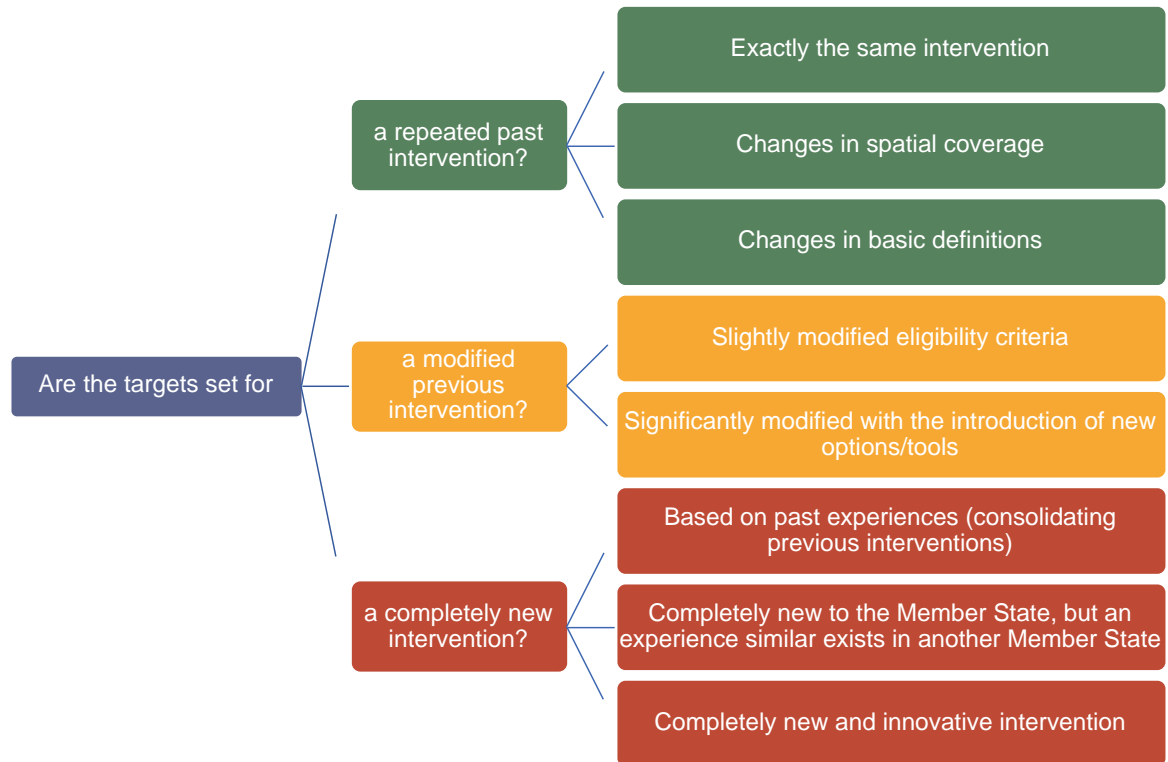 Are the targets set for
a repeated past
intervention?
Exactly the same intervention
Changes in spatial coverage
Changes in basic definitions
a modified
previous
intervention?
Slightly modified eligibility criteria
Significantly modified with the introduction of new
options/tools
a completely new
intervention?
Based on past experiences (consolidating
previous interventions)
Completely new to the Member State, but an
experience similar exists in another Member State
Completely new and innovative intervention